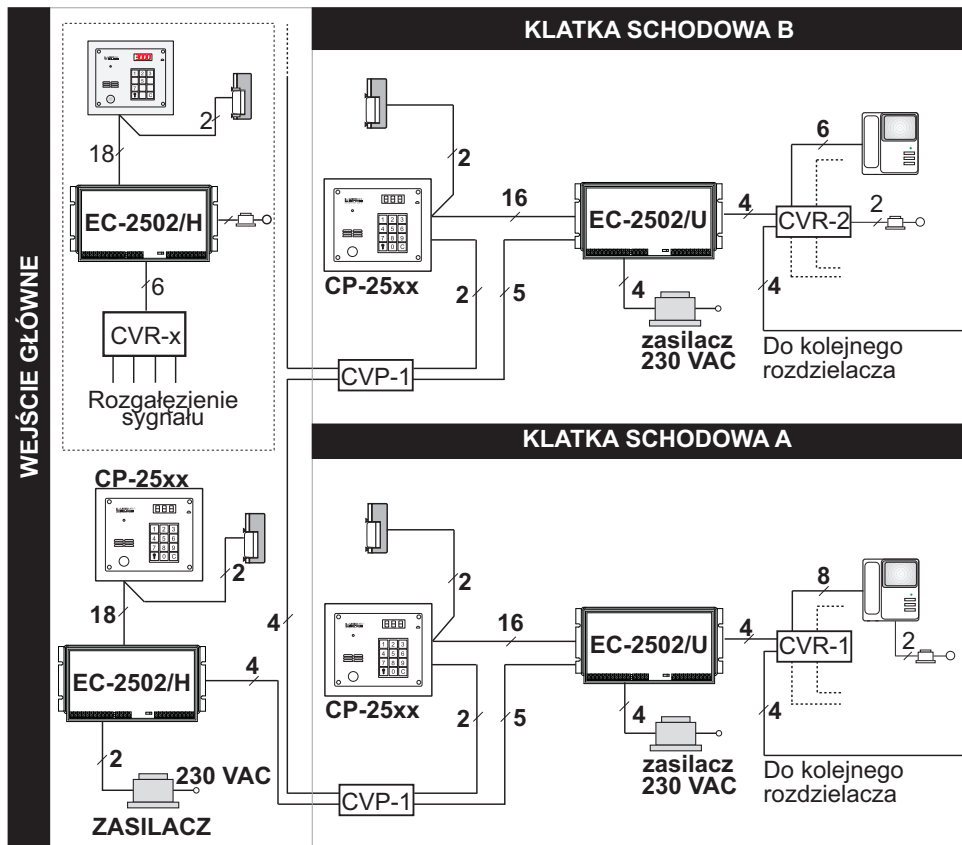 WEJŚCIE GŁÓWNE
2
18
EC-2502/H
6
CVR-x
Rozgałęzienie
sygnału
CP-25xx
2
18
EC-2502/H
4
2
230 VAC
ZASILACZ
4
KLATKA SCHODOWA B
2
16
CP-25xx
2
5
CVP-1
EC-2502/U
4
zasilacz
230 VAC
4
6
CVR-2
2
4
Do kolejnego
rozdzielacza
KLATKA SCHODOWA A
2
16
CP-25xx
2
5
CVP-1
EC-2502/U
4
zasilacz
230 VAC
4
8
CVR-1
2
4
Do kolejnego
rozdzielacza